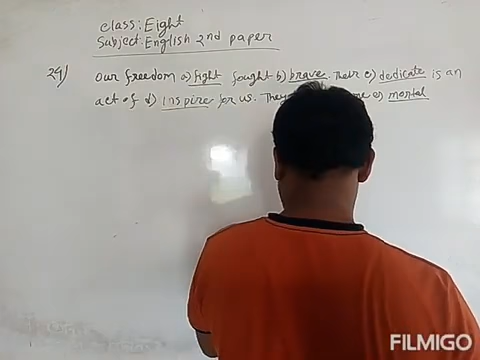 class: Eight
Subject: English 2nd paper
24) Our freedom a) fight fought b) brave. Their c) dedicate is an
act of d) inspire for us. They e) mortal
FILMIGO